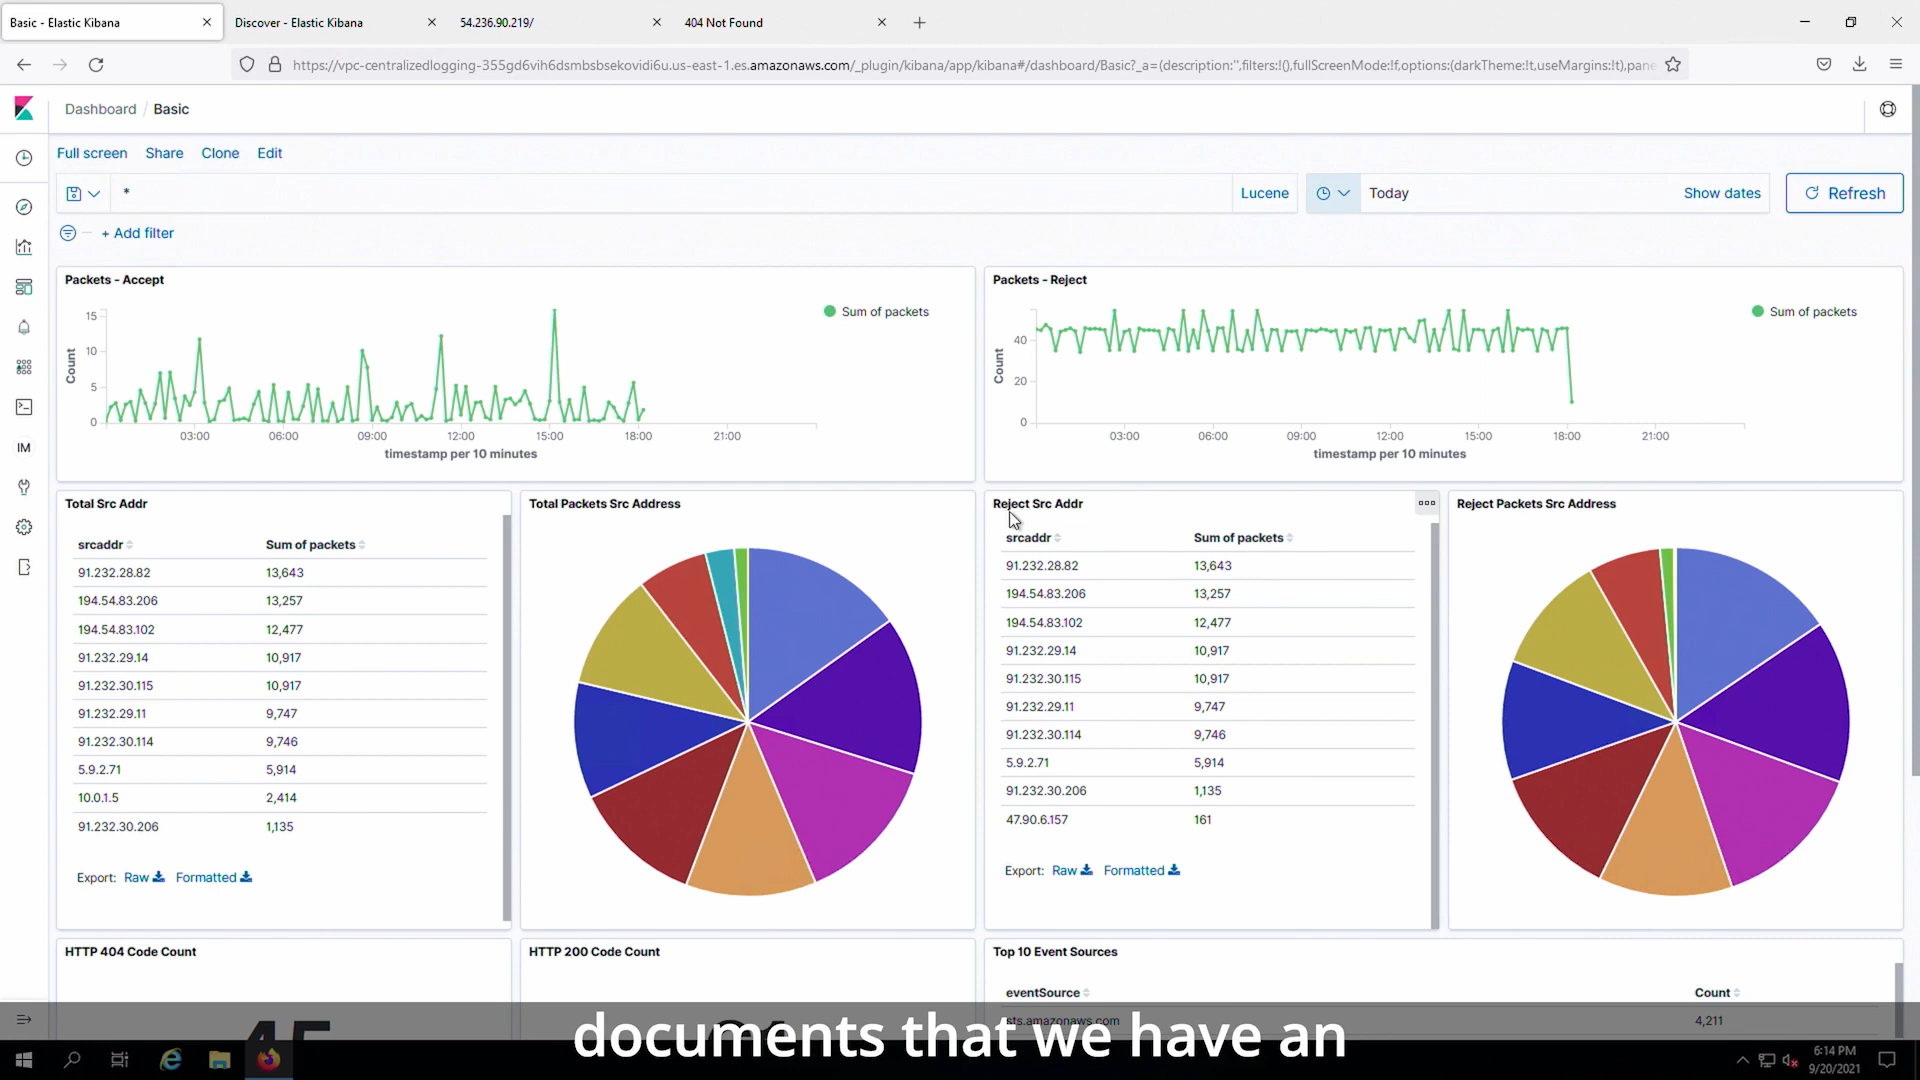 Basic - Elastic Kibana
Discover - Elastic Kibana
54.236.90.219/
404 Not Found
https://vpc-centralizedlogging-355gd6vih6dsmbsbsekovidi6u.us-east-1.es.amazonaws.com/_plugin/kibana/app/kibana#/dashboard/Basic?_a=(description:'',filters:!(),fullScreenMode:!f,options:(darkTheme:!t,useMargins:!t),pane
Dashboard / Basic
Full screen Share Clone Edit
* Lucene Today Show dates Refresh
+ Add filter
Packets - Accept
15
10
5
0
Count
03:00 06:00 09:00 12:00 15:00 18:00 21:00
timestamp per 10 minutes
Sum of packets
Packets - Reject
40
20
0
Count
03:00 06:00 09:00 12:00 15:00 18:00 21:00
timestamp per 10 minutes
Sum of packets
IM
Total Src Addr
srcaddr Sum of packets
91.232.28.82 13,643
194.54.83.206 13,257
194.54.83.102 12,477
91.232.29.14 10,917
91.232.30.115 10,917
91.232.29.11 9,747
91.232.30.114 9,746
5.9.2.71 5,914
10.0.1.5 2,414
91.232.30.206 1,135
Export: Raw Formatted
Total Packets Src Address
Reject Src Addr
srcaddr Sum of packets
91.232.28.82 13,643
194.54.83.206 13,257
194.54.83.102 12,477
91.232.29.14 10,917
91.232.30.115 10,917
91.232.29.11 9,747
91.232.30.114 9,746
5.9.2.71 5,914
91.232.30.206 1,135
47.90.6.157 161
Export: Raw Formatted
Reject Packets Src Address
HTTP 404 Code Count
HTTP 200 Code Count
Top 10 Event Sources
eventSource Count
sts.amazonaws.com 4,211
documents that we have an
6:14 PM
9/20/2021